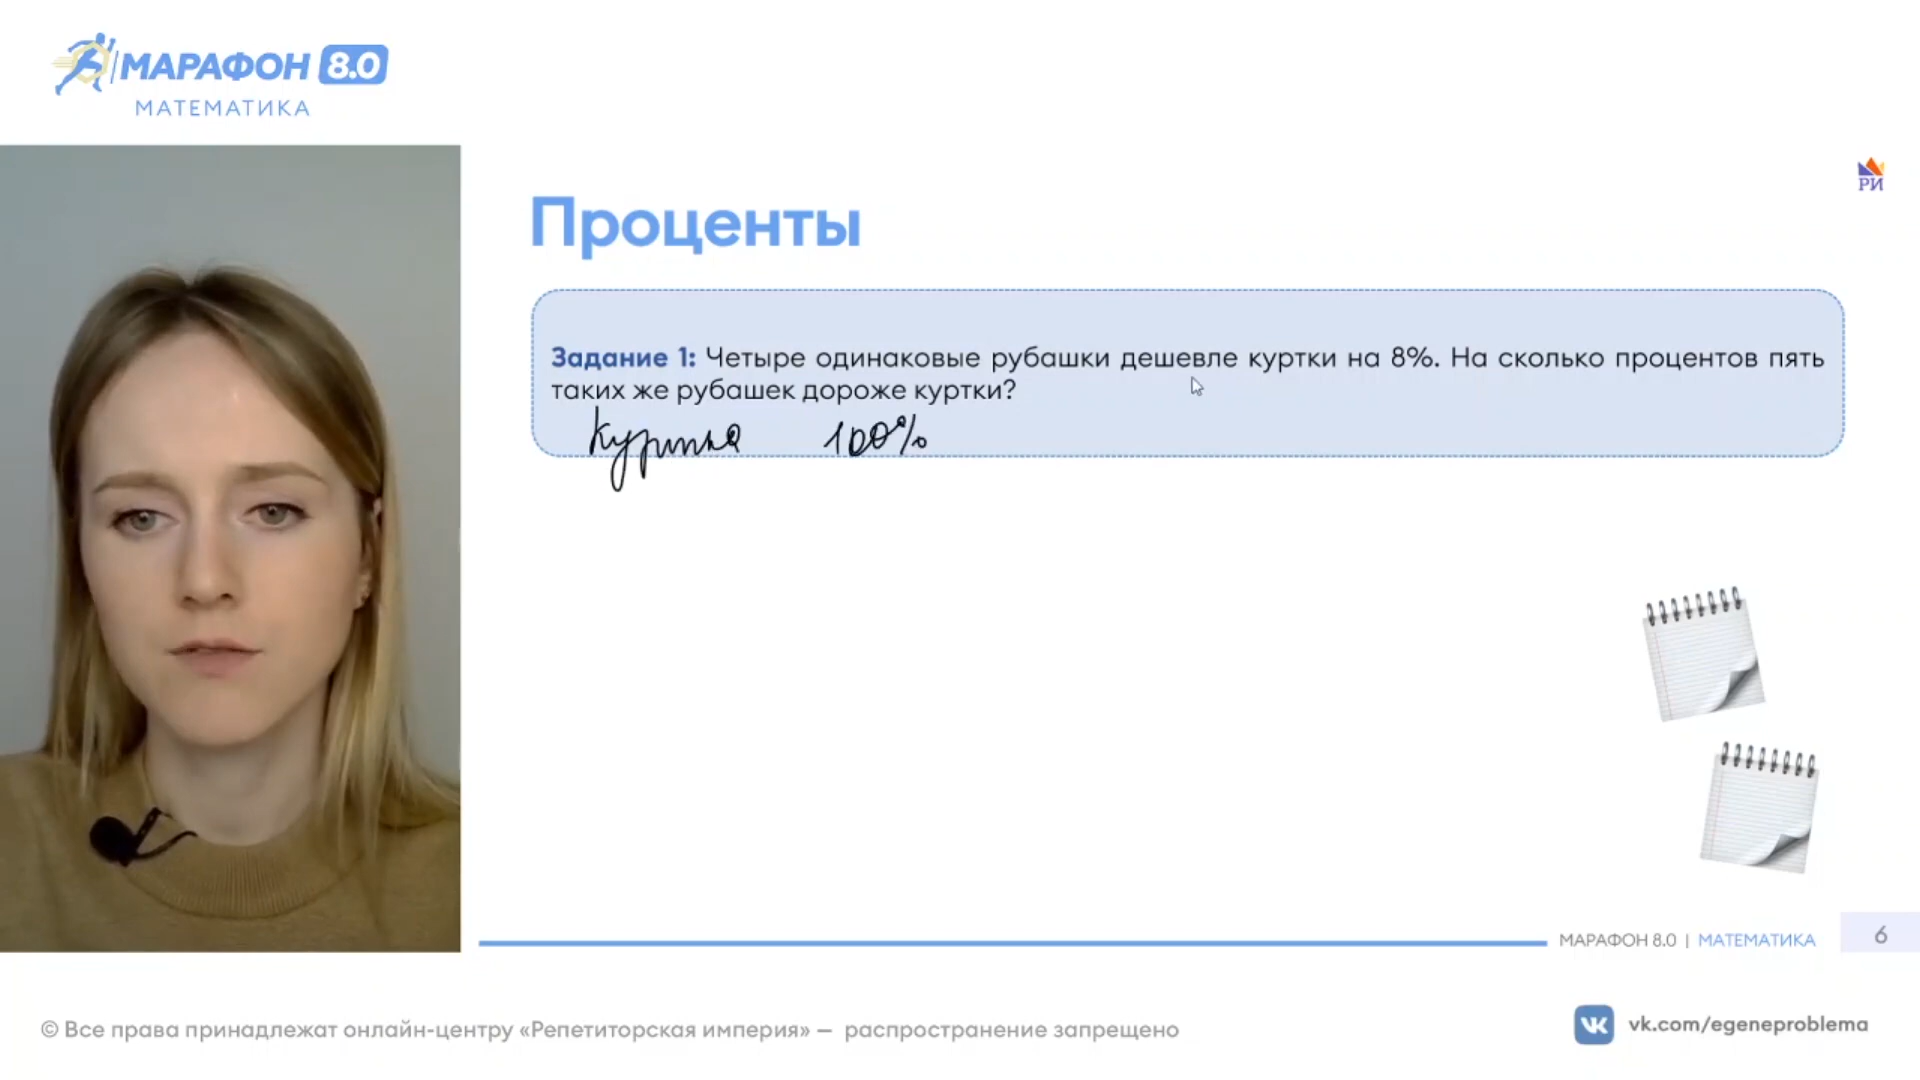 МАРАФОН 8.0
МАТЕМАТИКА
РИ
Проценты
Задание 1: Четыре одинаковые рубашки дешевле куртки на 8%. На сколько процентов пять
таких же рубашек дороже куртки?
Куртка 100%
МАРАФОН 8.0 | МАТЕМАТИКА
6
© Все права принадлежат онлайн-центру «Репетиторская империя» — распространение запрещено
vk.com/egeneproblema